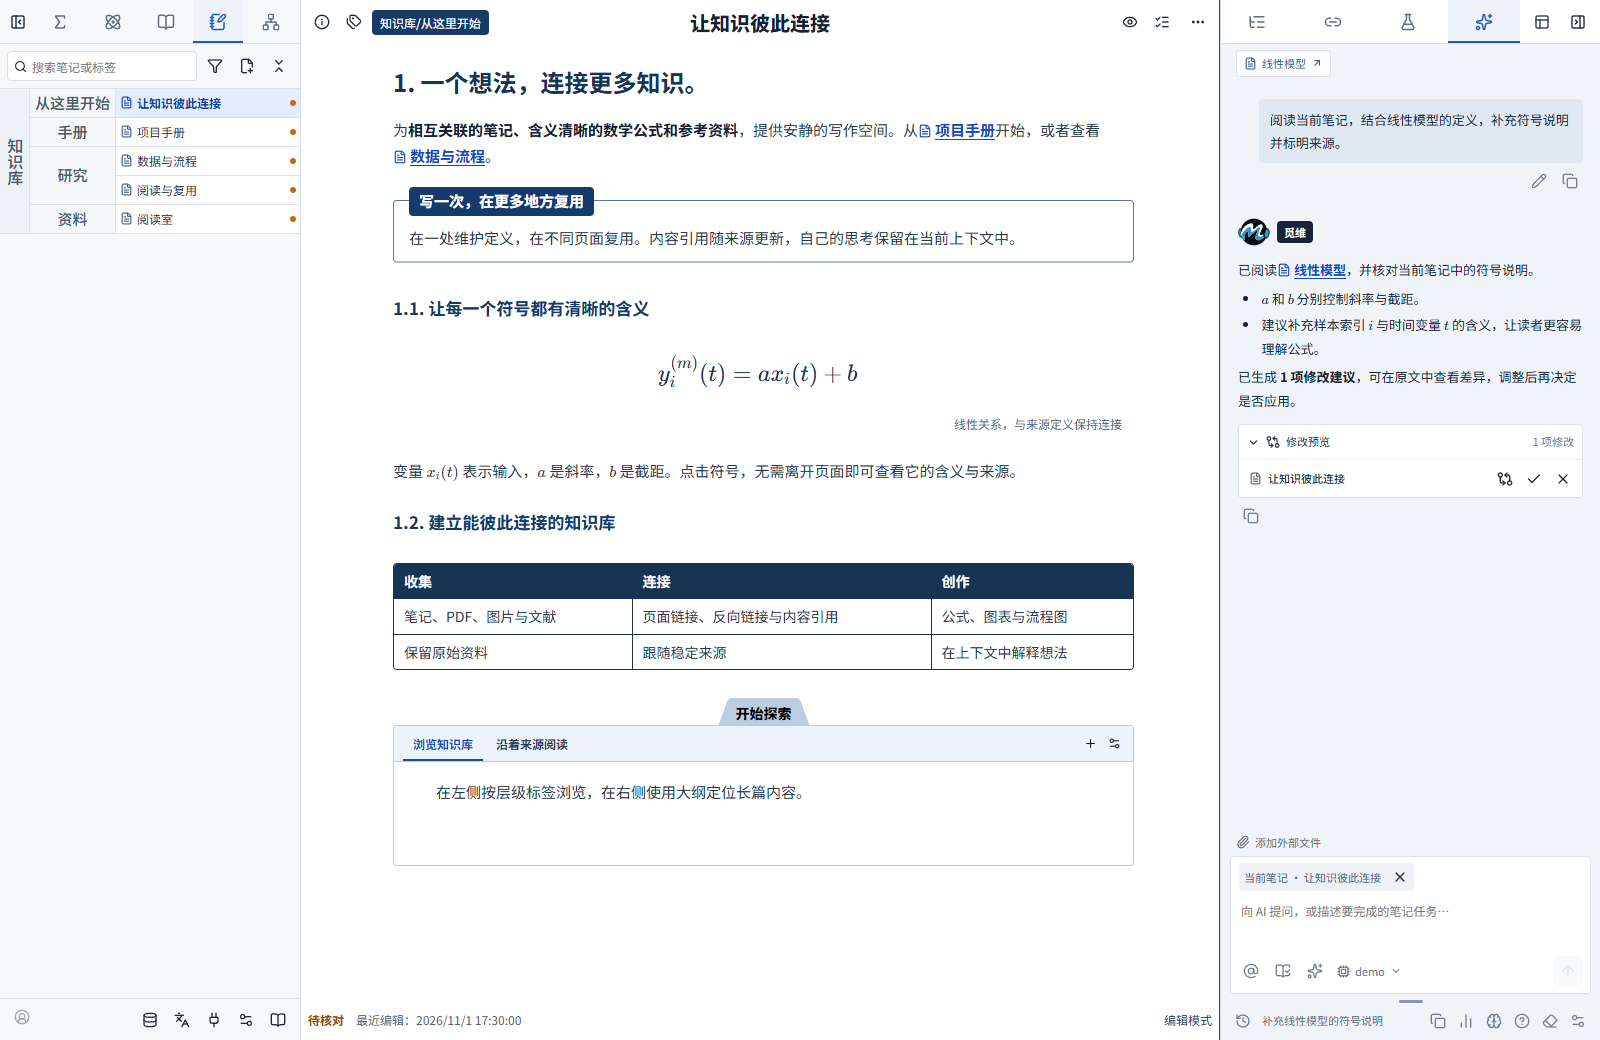 知识库/从这里开始
让知识彼此连接
搜索笔记或标签
知识库
从这里开始
让知识彼此连接
手册
项目手册
研究
数据与流程
阅读与复用
资料
阅读室
1. 一个想法，连接更多知识。
为相互关联的笔记、含义清晰的数学公式和参考资料，提供安静的写作空间。从项目手册开始，或者查看
数据与流程。
写一次，在更多地方复用
在一处维护定义，在不同页面复用。内容引用随来源更新，自己的思考保留在当前上下文中。
1.1. 让每一个符号都有清晰的含义
y_i^{(m)}(t) = ax_i(t) + b
线性关系，与来源定义保持连接
变量 x_i(t) 表示输入，a 是斜率，b 是截距。点击符号，无需离开页面即可查看它的含义与来源。
1.2. 建立能彼此连接的知识库
收集 连接 创作
笔记、PDF、图片与文献 页面链接、反向链接与内容引用 公式、图表与流程图
保留原始资料 跟随稳定来源 在上下文中解释想法
开始探索
浏览知识库 沿着来源阅读
在左侧按层级标签浏览，在右侧使用大纲定位长篇内容。
待核对 最近编辑：2026/11/1 17:30:00
编辑模式
线性模型
阅读当前笔记，结合线性模型的定义，补充符号说明
并标明来源。
觅维
已阅读线性模型，并核对当前笔记中的符号说明。
• a 和 b 分别控制斜率与截距。
• 建议补充样本索引 i 与时间变量 t 的含义，让读者更容易
理解公式。
已生成 1 项修改建议，可在原文中查看差异，调整后再决定
是否应用。
修改预览 1 项修改
让知识彼此连接
添加外部文件
当前笔记 · 让知识彼此连接
向 AI 提问，或描述要完成的笔记任务…
demo
补充线性模型的符号说明